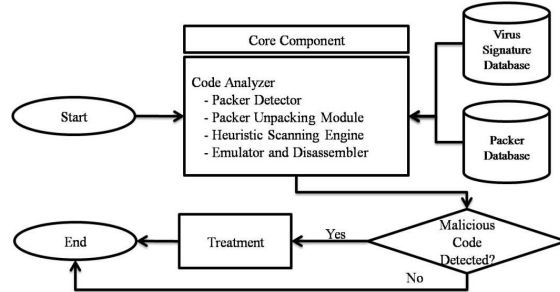 Core Component
Virus
Signature
Database
Start
Code Analyzer
- Packer Detector
- Packer Unpacking Module
- Heuristic Scanning Engine
- Emulator and Disassembler
Packer
Database
End
Treatment
Yes
Malicious
Code
Detected?
No